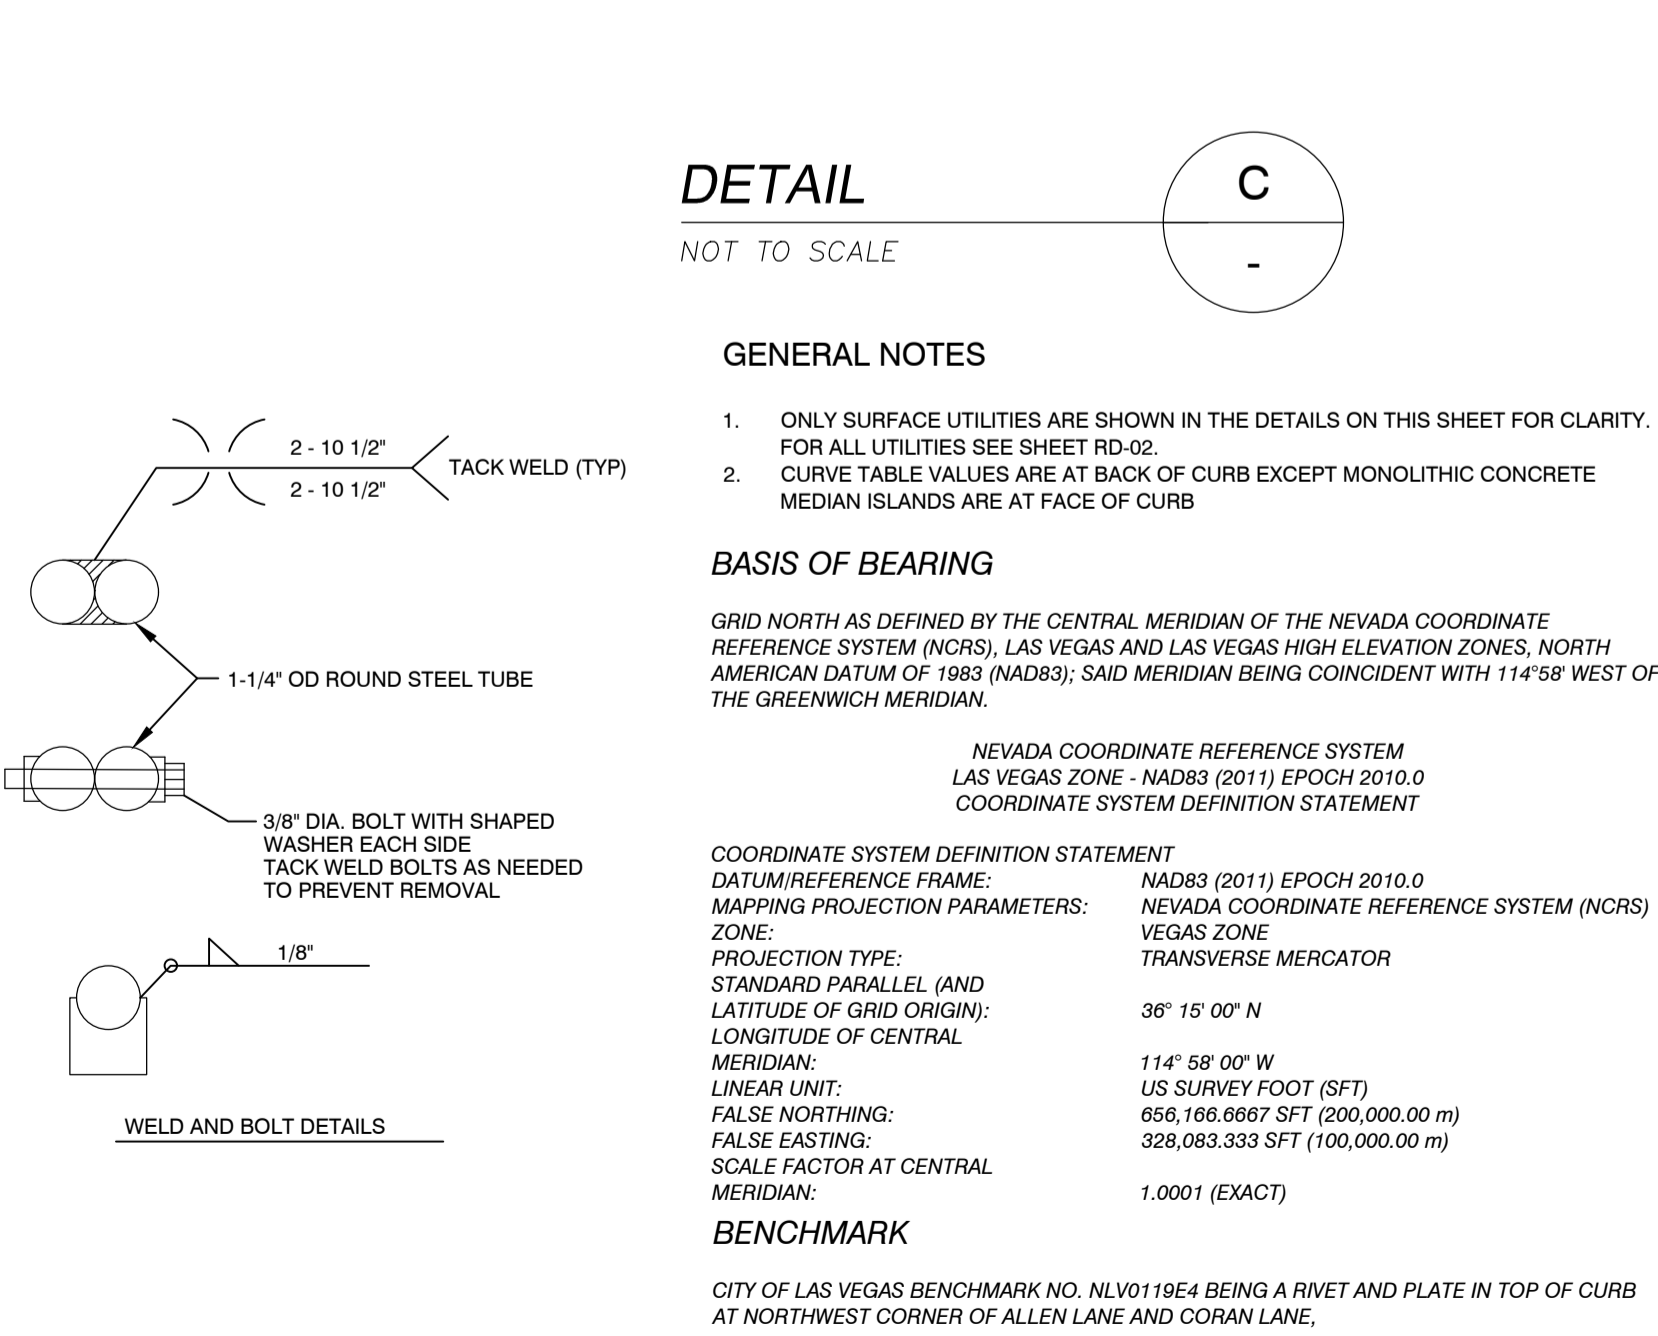 DETAIL
C
NOT TO SCALE
-
GENERAL NOTES
1. ONLY SURFACE UTILITIES ARE SHOWN IN THE DETAILS ON THIS SHEET FOR CLARITY.
FOR ALL UTILITIES SEE SHEET RD-02.
2. CURVE TABLE VALUES ARE AT BACK OF CURB EXCEPT MONOLITHIC CONCRETE
MEDIAN ISLANDS ARE AT FACE OF CURB
2 - 10 1/2"
TACK WELD (TYP)
2 - 10 1/2"
1-1/4" OD ROUND STEEL TUBE
3/8" DIA. BOLT WITH SHAPED
WASHER EACH SIDE
TACK WELD BOLTS AS NEEDED
TO PREVENT REMOVAL
1/8"
WELD AND BOLT DETAILS
BASIS OF BEARING
GRID NORTH AS DEFINED BY THE CENTRAL MERIDIAN OF THE NEVADA COORDINATE
REFERENCE SYSTEM (NCRS), LAS VEGAS AND LAS VEGAS HIGH ELEVATION ZONES, NORTH
AMERICAN DATUM OF 1983 (NAD83); SAID MERIDIAN BEING COINCIDENT WITH 114°58' WEST OF
THE GREENWICH MERIDIAN.
NEVADA COORDINATE REFERENCE SYSTEM
LAS VEGAS ZONE - NAD83 (2011) EPOCH 2010.0
COORDINATE SYSTEM DEFINITION STATEMENT
COORDINATE SYSTEM DEFINITION STATEMENT
DATUM/REFERENCE FRAME: NAD83 (2011) EPOCH 2010.0
MAPPING PROJECTION PARAMETERS: NEVADA COORDINATE REFERENCE SYSTEM (NCRS)
ZONE: VEGAS ZONE
PROJECTION TYPE: TRANSVERSE MERCATOR
STANDARD PARALLEL (AND
LATITUDE OF GRID ORIGIN): 36° 15' 00" N
LONGITUDE OF CENTRAL
MERIDIAN: 114° 58' 00" W
LINEAR UNIT: US SURVEY FOOT (SFT)
FALSE NORTHING: 656,166.6667 SFT (200,000.00 m)
FALSE EASTING: 328,083.333 SFT (100,000.00 m)
SCALE FACTOR AT CENTRAL
MERIDIAN: 1.0001 (EXACT)
BENCHMARK
CITY OF LAS VEGAS BENCHMARK NO. NLV0119E4 BEING A RIVET AND PLATE IN TOP OF CURB
AT NORTHWEST CORNER OF ALLEN LANE AND CORAN LANE,